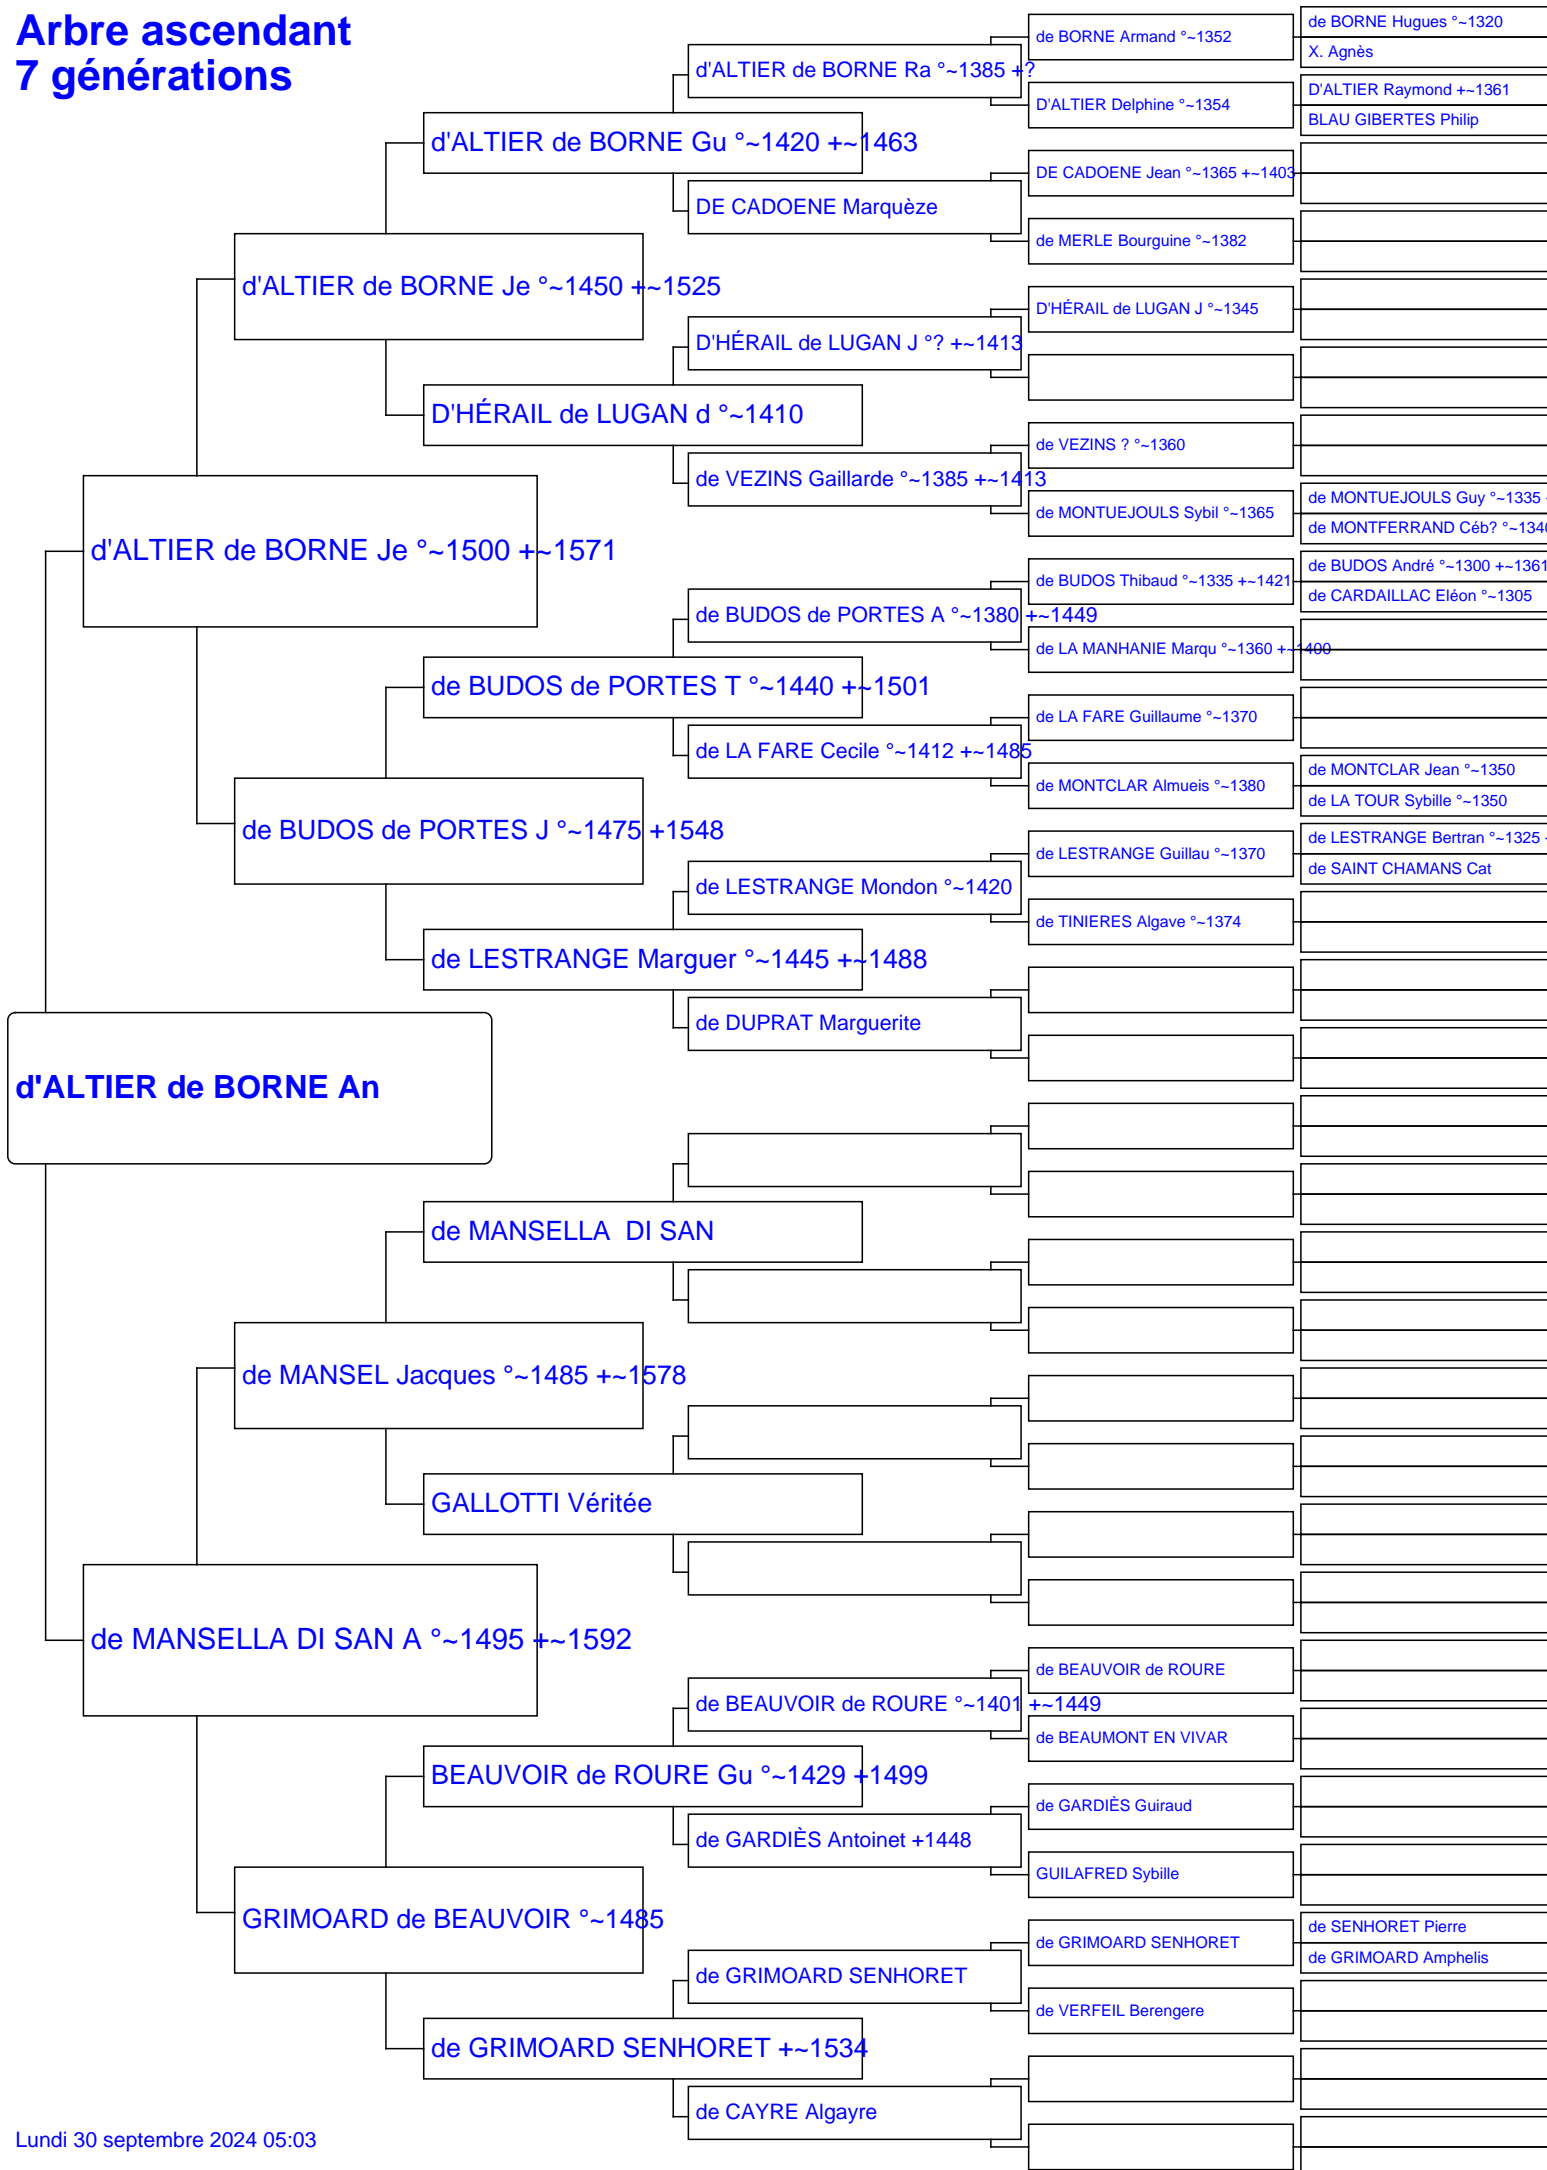 Arbre ascendant
7 générations
de BORNE Hugues °~1320
de BORNE Armand °~1352
X. Agnès
d'ALTIER de BORNE Ra °~1385 +?
D'ALTIER Raymond +~1361
D'ALTIER Delphine °~1354
BLAU GIBERTES Philip
d'ALTIER de BORNE Gu °~1420 +~1463
DE CADOENE Jean °~1365 +~1403
DE CADOENE Marquèze
de MERLE Bourguine °~1382
d'ALTIER de BORNE Je °~1450 +~1525
D'HÉRAIL de LUGAN J °~1345
D'HÉRAIL de LUGAN J °? +~1413
D'HÉRAIL de LUGAN d °~1410
de VEZINS ? °~1360
de VEZINS Gaillarde °~1385 +~1413
de MONTUEJOULS Guy °~1335
de MONTUEJOULS Sybil °~1365
de MONTFERRAND Céb? °~1340
d'ALTIER de BORNE Je °~1500 +~1571
de BUDOS André °~1300 +~1361
de BUDOS Thibaud °~1335 +~1421
de CARDAILLAC Eléon °~1305
de BUDOS de PORTES A °~1380 +~1449
de LA MANHANIE Marqu °~1360 +~1400
de BUDOS de PORTES T °~1440 +~1501
de LA FARE Guillaume °~1370
de LA FARE Cecile °~1412 +~1485
de MONTCLAR Jean °~1350
de MONTCLAR Almueis °~1380
de LA TOUR Sybille °~1350
de BUDOS de PORTES J °~1475 +1548
de LESTRANGE Bertran °~1325
de LESTRANGE Guillau °~1370
de SAINT CHAMANS Cat
de LESTRANGE Mondon °~1420
de TINIERES Algave °~1374
de LESTRANGE Marguer °~1445 +~1488
de DUPRAT Marguerite
d'ALTIER de BORNE An
de MANSELLA  DI SAN
de MANSEL Jacques °~1485 +~1578
GALLOTTI Véritée
de MANSELLA DI SAN A °~1495 +~1592
de BEAUVOIR de ROURE
de BEAUVOIR de ROURE °~1401 +~1449
de BEAUMONT EN VIVAR
BEAUVOIR de ROURE Gu °~1429 +1499
de GARDIÈS Guiraud
de GARDIÈS Antoinet +1448
GUILAFRED Sybille
GRIMOARD de BEAUVOIR °~1485
de SENHORET Pierre
de GRIMOARD SENHORET
de GRIMOARD Amphelis
de GRIMOARD SENHORET
de VERFEIL Berengere
de GRIMOARD SENHORET +~1534
de CAYRE Algayre
Lundi 30 septembre 2024 05:03